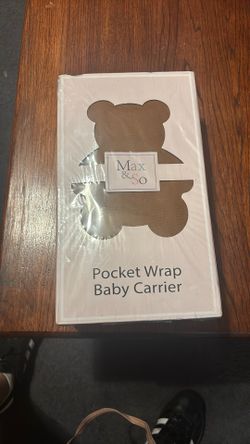 Max
& So
Pocket Wrap
Baby Carrier